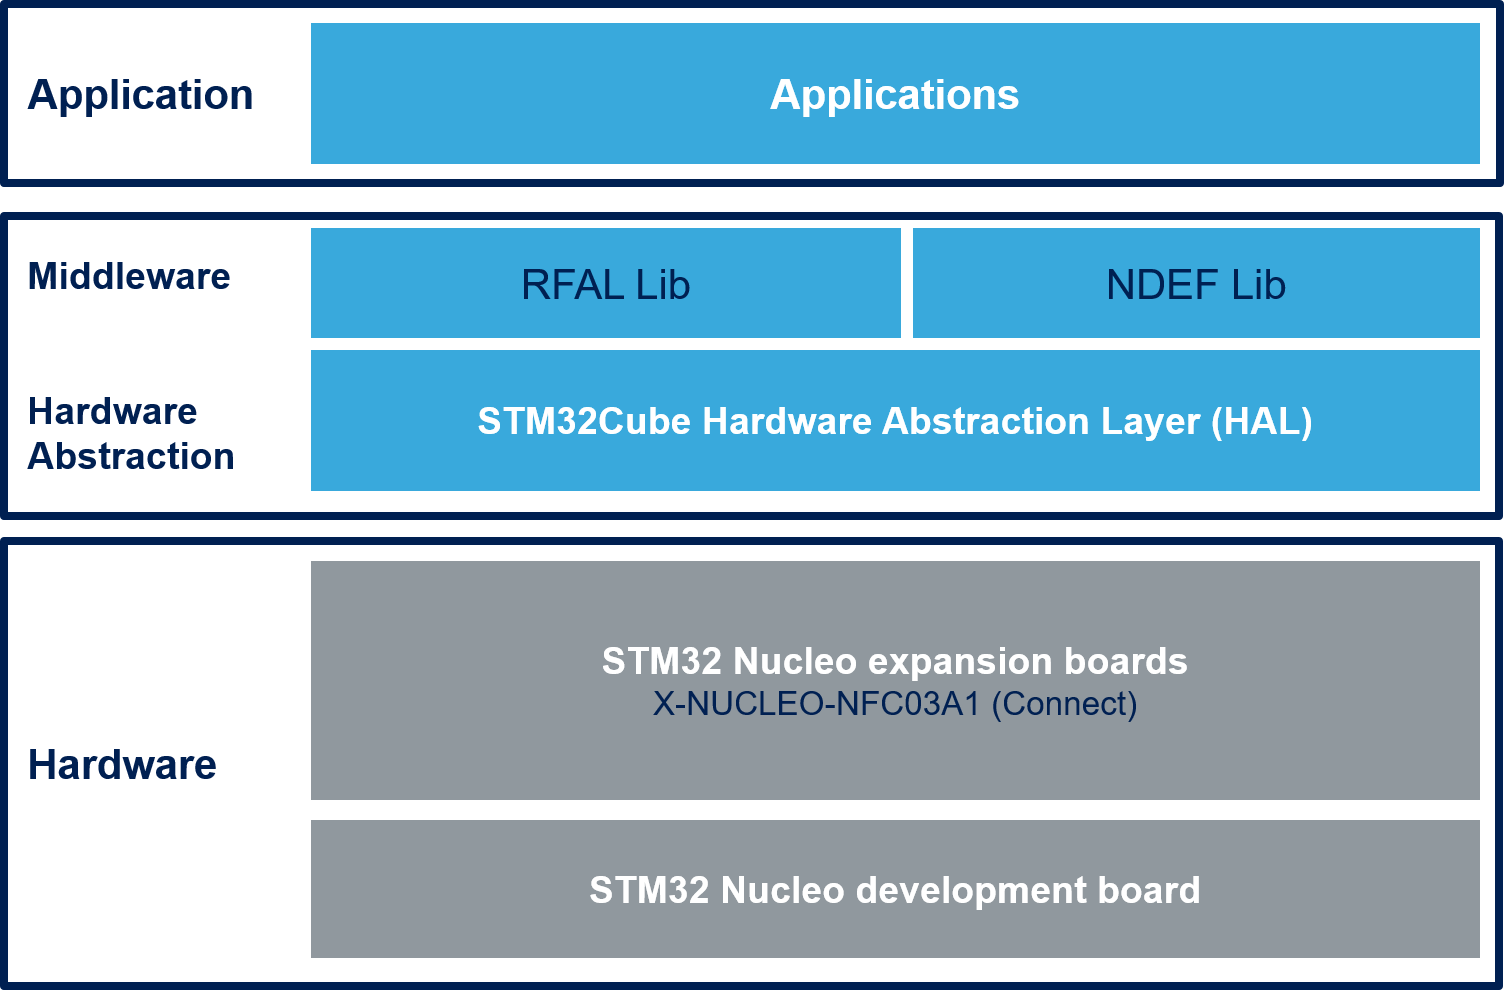 Application
Applications
Middleware
RFAL Lib
NDEF Lib
Hardware
Abstraction
STM32Cube Hardware Abstraction Layer (HAL)
Hardware
STM32 Nucleo expansion boards
X-NUCLEO-NFC03A1 (Connect)
STM32 Nucleo development board